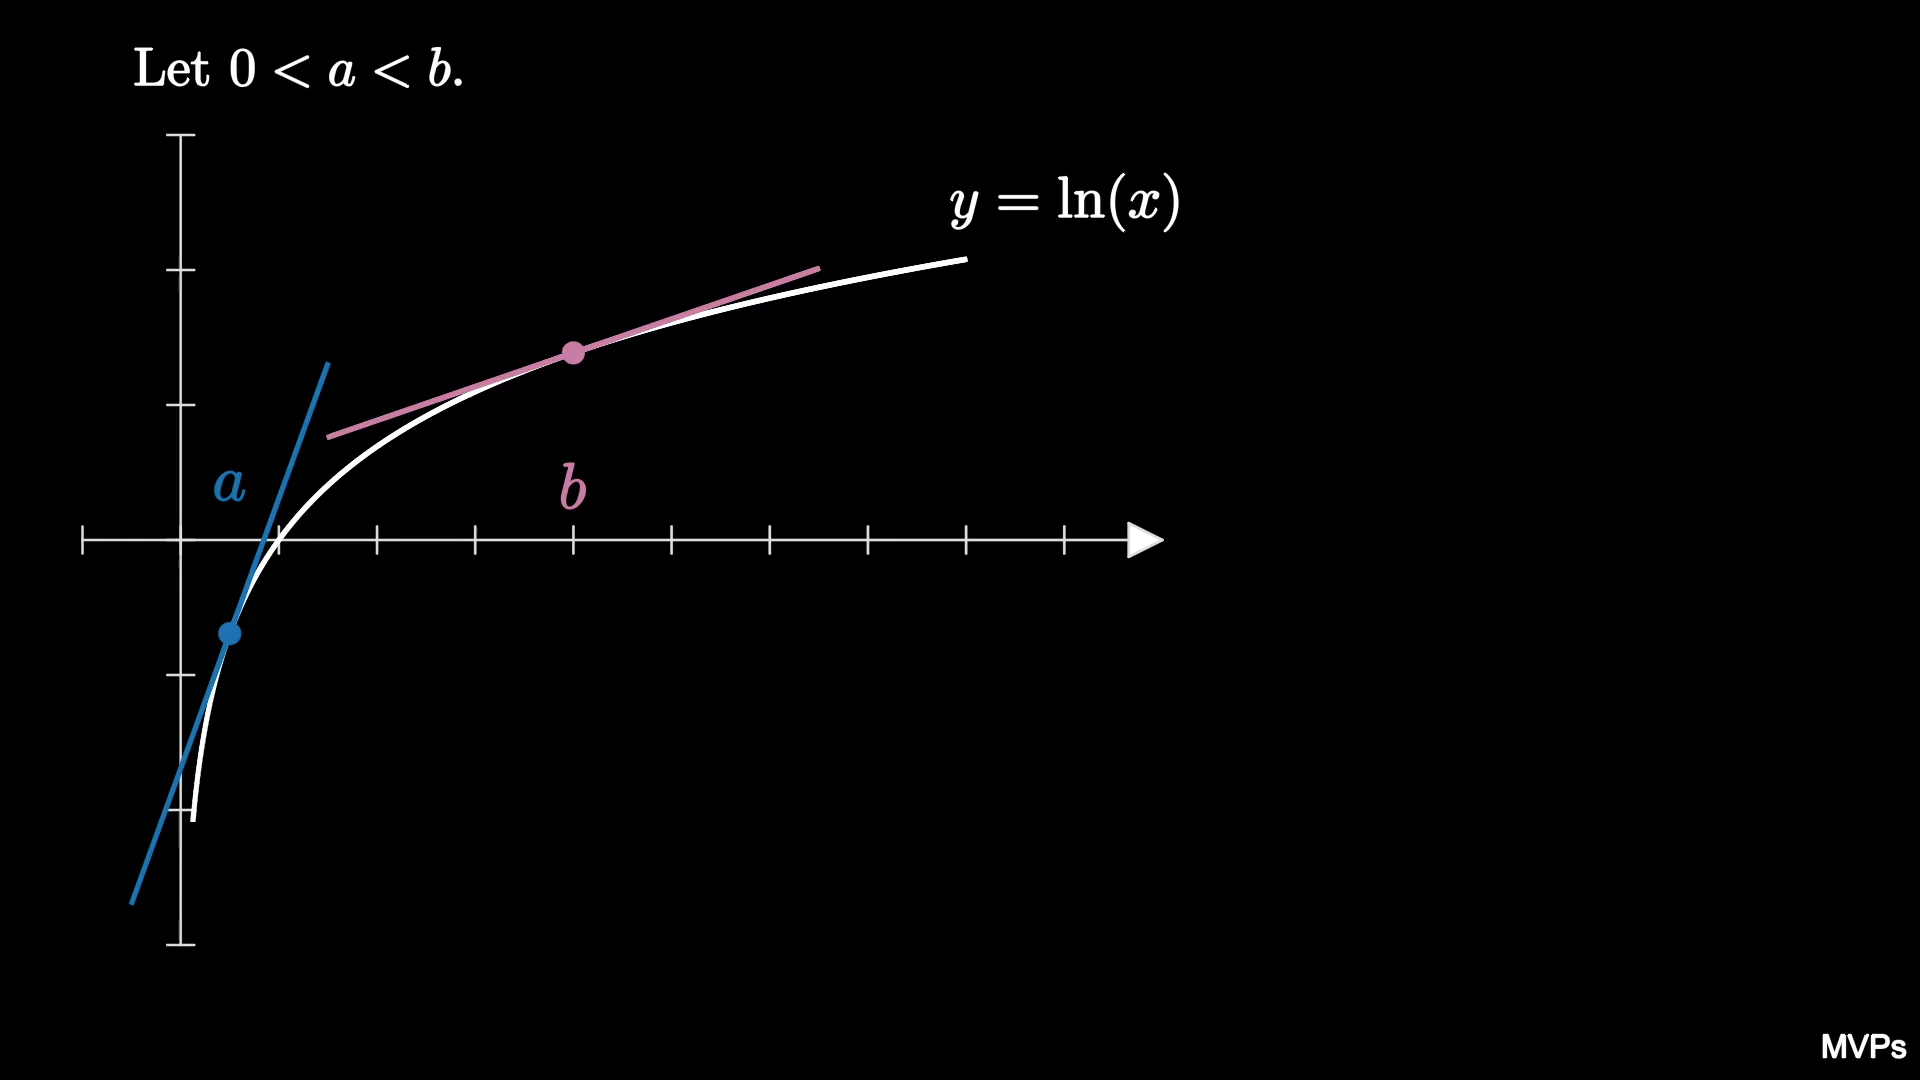 Let 0 < a < b.
y = ln(x)
a
b
MVPs